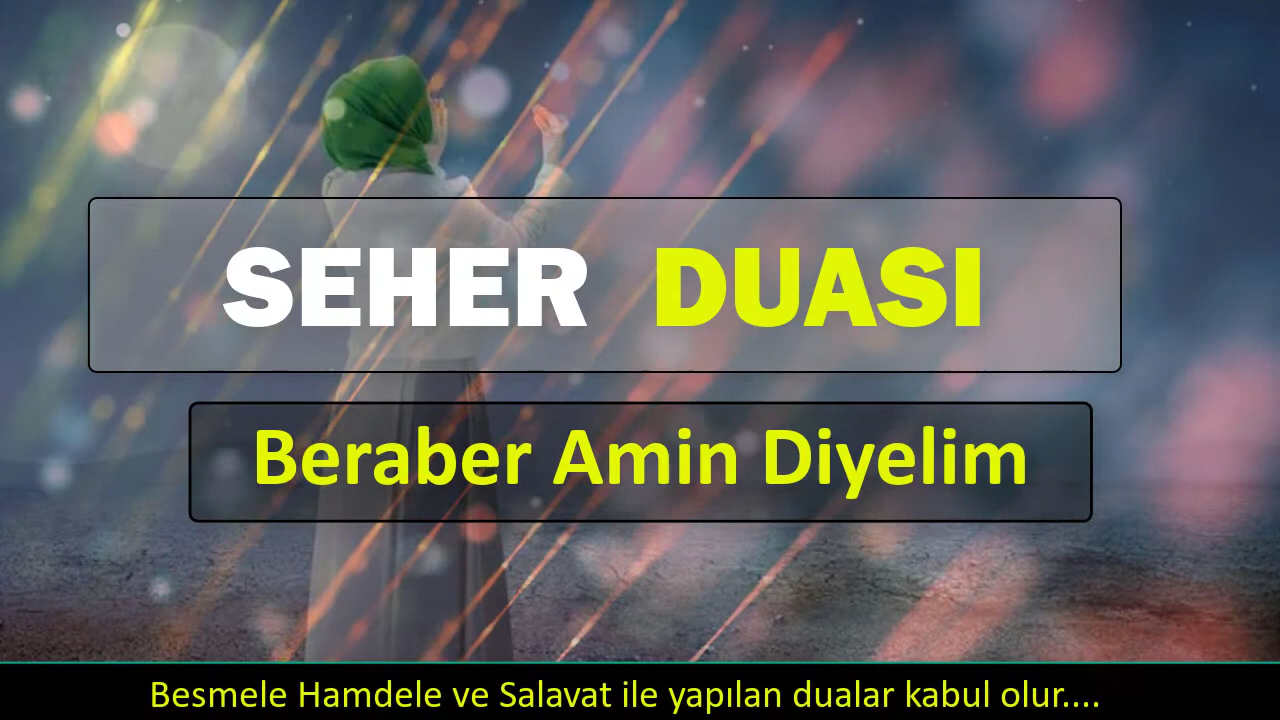 SEHER DUASI
Beraber Amin Diyelim
Besmele Hamdele ve Salavat ile yapılan dualar kabul olur....